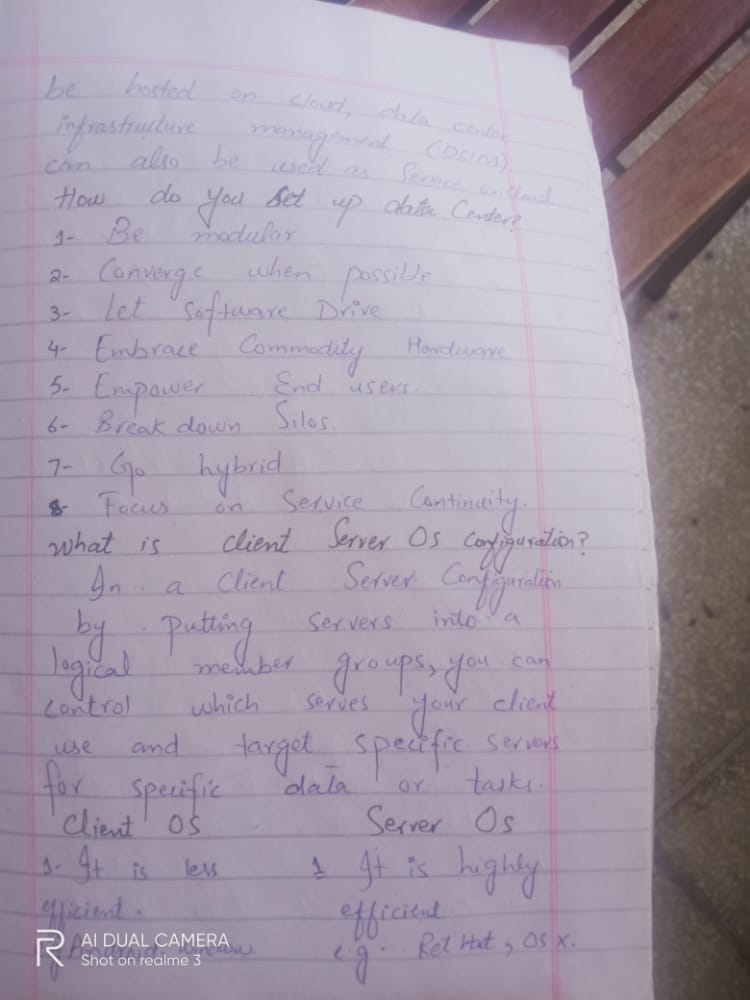 be hosted on cloud, data center
infrastructure management (DCIM)
can also be used as Service on cloud
How do you set up data Center?
1- Be modular
2- Converge when possible
3- Let Software Drive
4- Embrace Commodity Hardware
5- Empower End users.
6- Break down Silos.
7- Go hybrid
8- Focus on Service Continuity.
What is client Server Os configuration?
In a Client Server Configuration
by putting servers into a
logical member groups, you can
control which serves your client
use and target specific servers
for specific data or tasks.
Client OS Server Os
1- It is less 1 It is highly
efficient. efficient.
Android window e.g. Ret Hat, OS X.
AI DUAL CAMERA
Shot on realme 3